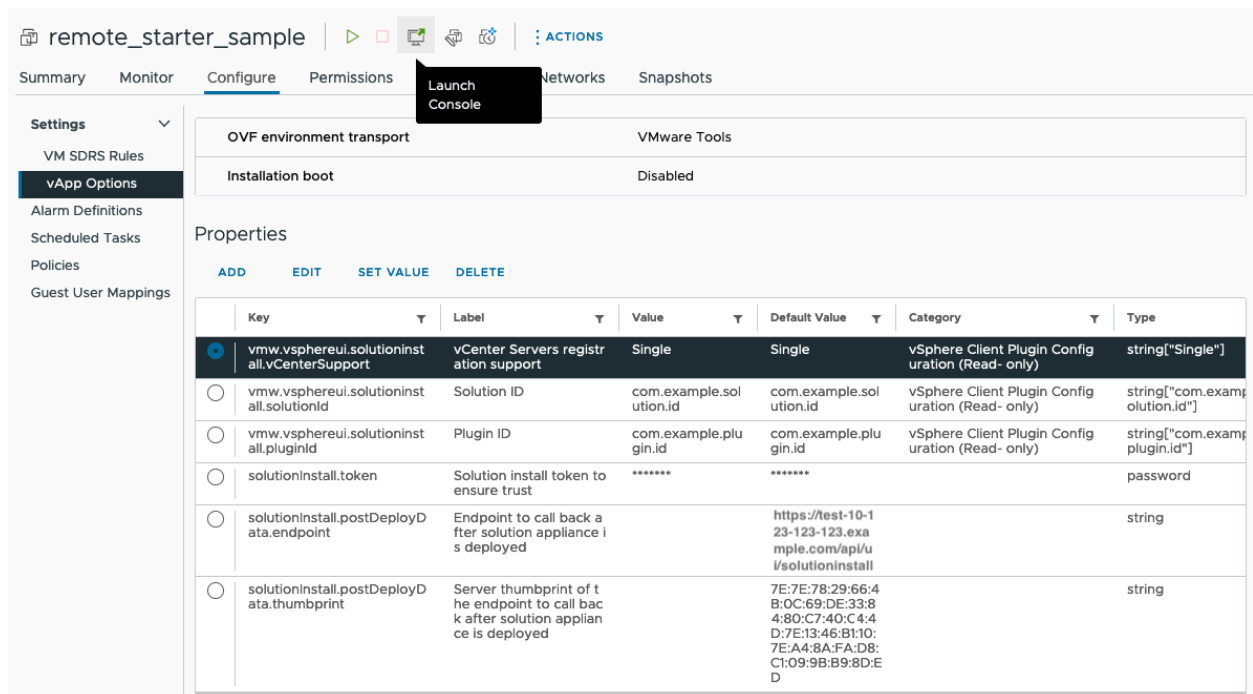 remote_starter_sample
ACTIONS
Summary Monitor Configure Permissions Networks Snapshots
Launch
Console
Settings
VM SDRS Rules
vApp Options
Alarm Definitions
Scheduled Tasks
Policies
Guest User Mappings
OVF environment transport VMware Tools
Installation boot Disabled
Properties
ADD EDIT SET VALUE DELETE
Key Label Value Default Value Category Type
vmw.vsphereui.solutioninst vCenter Servers registr Single Single vSphere Client Plugin Config string["Single"]
all.vCenterSupport ation support uration (Read- only)
vmw.vsphereui.solutioninst Solution ID com.example.sol com.example.sol vSphere Client Plugin Config string["com.examp
all.solutionId ution.id ution.id uration (Read- only) olution.id"]
vmw.vsphereui.solutioninst Plugin ID com.example.plu com.example.plu vSphere Client Plugin Config string["com.examp
all.pluginId gin.id gin.id uration (Read- only) plugin.id"]
solutionInstall.token Solution install token to ******* ******* password
ensure trust
solutionInstall.postDeployD Endpoint to call back a https://test-10-1 string
ata.endpoint fter solution appliance i 23-123-123.exa
s deployed mple.com/api/u
i/solutioninstall
solutionInstall.postDeployD Server thumbprint of t 7E:7E:78:29:66:4 string
ata.thumbprint he endpoint to call bac B:0C:69:DE:33:8
k after solution applian 4:80:C7:40:C4:4
ce is deployed D:7E:13:46:B1:10:
7E:A4:8A:FA:D8:
C1:09:9B:B9:8D:E
D